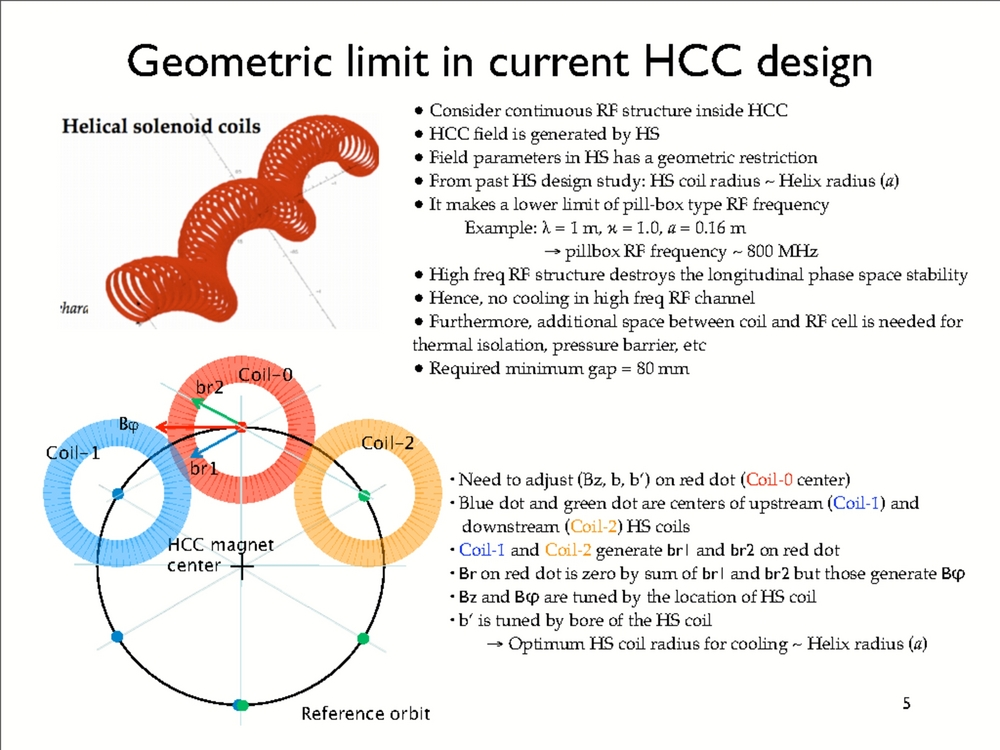 Geometric limit in current HCC design
Helical solenoid coils
• Consider continuous RF structure inside HCC
• HCC field is generated by HS
• Field parameters in HS has a geometric restriction
• From past HS design study: HS coil radius ~ Helix radius (a)
• It makes a lower limit of pill-box type RF frequency
Example: λ = 1 m, ϰ = 1.0, a = 0.16 m
→ pillbox RF frequency ~ 800 MHz
• High freq RF structure destroys the longitudinal phase space stability
• Hence, no cooling in high freq RF channel
• Furthermore, additional space between coil and RF cell is needed for
thermal isolation, pressure barrier, etc
• Required minimum gap = 80 mm
Coil-0
br2
Bφ
Coil-1
Coil-2
br1
HCC magnet
center
Reference orbit
· Need to adjust (Bz, b, b') on red dot (Coil-0 center)
· Blue dot and green dot are centers of upstream (Coil-1) and
downstream (Coil-2) HS coils
· Coil-1 and Coil-2 generate br1 and br2 on red dot
· Br on red dot is zero by sum of br1 and br2 but those generate Bφ
· Bz and Bφ are tuned by the location of HS coil
· b' is tuned by bore of the HS coil
→ Optimum HS coil radius for cooling ~ Helix radius (a)
5